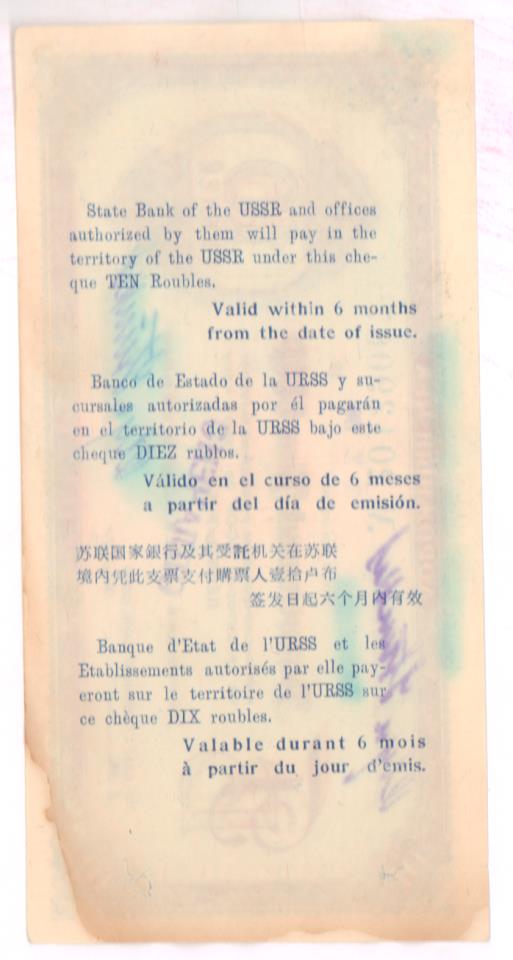 State Bank of the USSR and offices
authorized by them will pay in the
territory of the USSR under this che-
que TEN Roubles.
Valid within 6 months
from the date of issue.
Banco de Estado de la URSS y su-
cursales autorizadas por él pagarán
en el territorio de la URSS bajo este
cheque DIEZ rublos.
Válido en el curso de 6 meses
a partir del día de emisión.
苏联国家銀行及其受託机关在苏联
境内凭此支票支付購票人壹拾卢布
签发日起六个月内有效
Banque d'Etat de l'URSS et les
Etablissements autorisés par elle pay-
eront sur le territoire de l'URSS sur
ce chèque DIX roubles.
Valable durant 6 mois
à partir du jour d'emis.